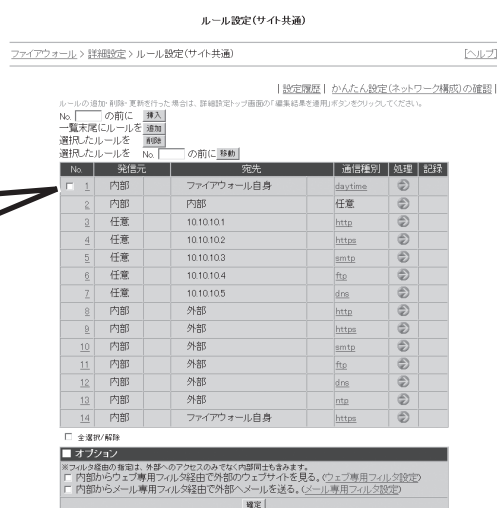 ルール設定(サイト共通)
ファイアウォール > 詳細設定 > ルール設定(サイト共通) [ヘルプ]
| 設定履歴 | かんたん設定(ネットワーク構成)の確認 |
ルールの追加・削除・更新を行った場合は、詳細設定トップ画面の「編集結果を適用」ボタンをクリックしてください。
No. の前に 挿入
一覧末尾にルールを 追加
選択したルールを 削除
選択したルールを No. の前に 移動
No. 発信元 宛先 通信種別 処理 記録
1 内部 ファイアウォール自身 daytime
2 内部 内部 任意
3 任意 10.10.10.1 http
4 任意 10.10.10.2 https
5 任意 10.10.10.3 smtp
6 任意 10.10.10.4 ftp
7 任意 10.10.10.5 dns
8 内部 外部 http
9 内部 外部 https
10 内部 外部 smtp
11 内部 外部 ftp
12 内部 外部 dns
13 内部 外部 ntp
14 内部 ファイアウォール自身 https
全選択/解除
■ オプション
※フィルタ経由の指定は、外部へのアクセスのみでなく内部同士も含みます。
内部からウェブ専用フィルタ経由で外部のウェブサイトを見る。(ウェブ専用フィルタ設定)
内部からメール専用フィルタ経由で外部へメールを送る。(メール専用フィルタ設定)
確定